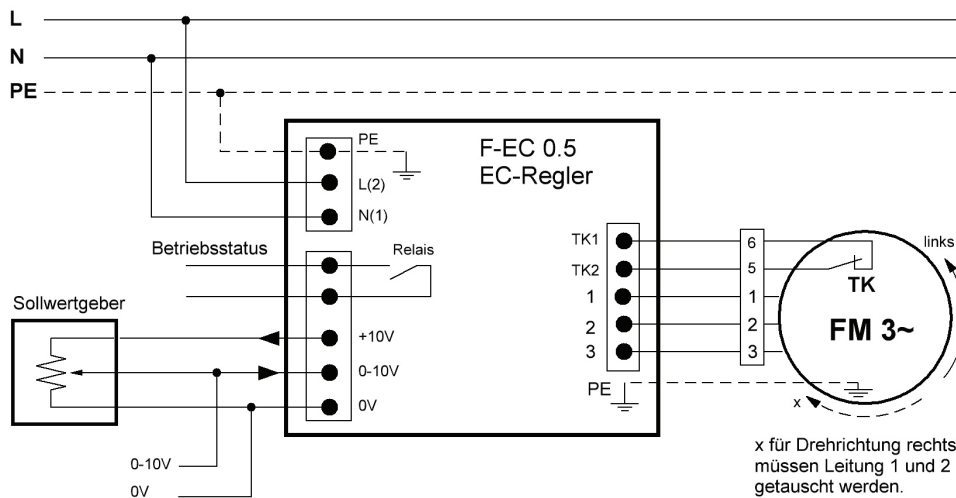 L
N
PE
F-EC 0.5
EC-Regler
PE
L(2)
N(1)
Betriebsstatus
Relais
Sollwertgeber
+10V
0-10V
0V
0-10V
0V
TK1
TK2
1
2
3
PE
6
5
1
2
3
links
TK
FM 3~
x
x für Drehrichtung rechts
müssen Leitung 1 und 2
getauscht werden.